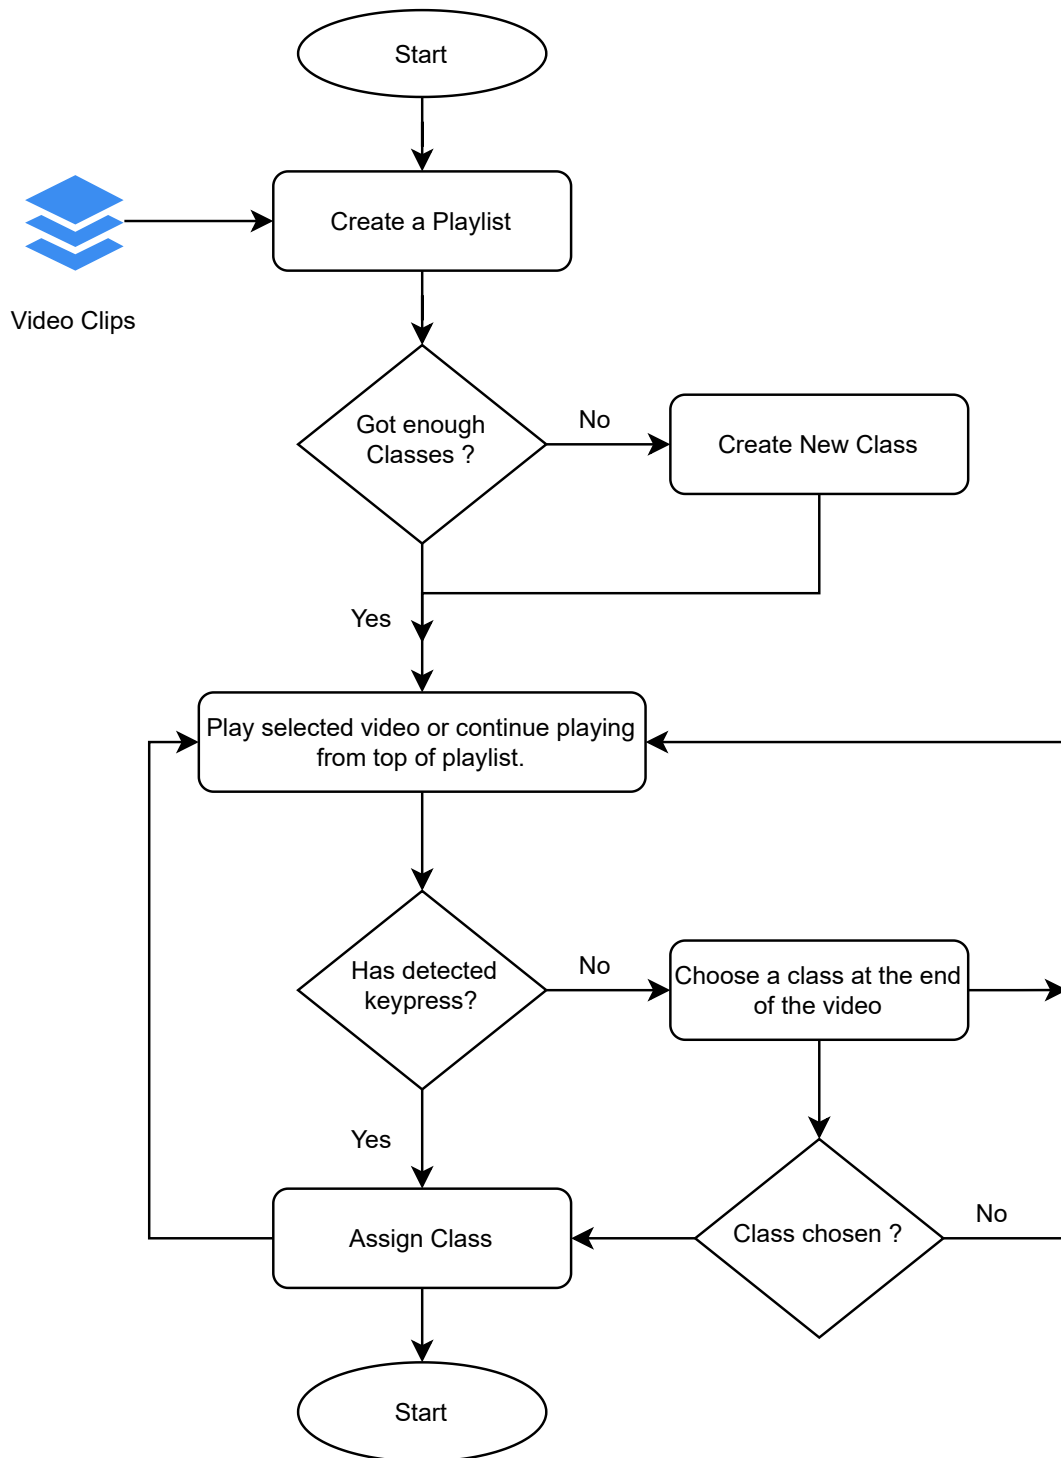 Start
Create a Playlist
Video Clips
Got enough
Classes ?
No
Create New Class
Yes
Play selected video or continue playing
from top of playlist.
Has detected
keypress?
No
Choose a class at the end
of the video
Yes
Assign Class
Class chosen ?
No
Start